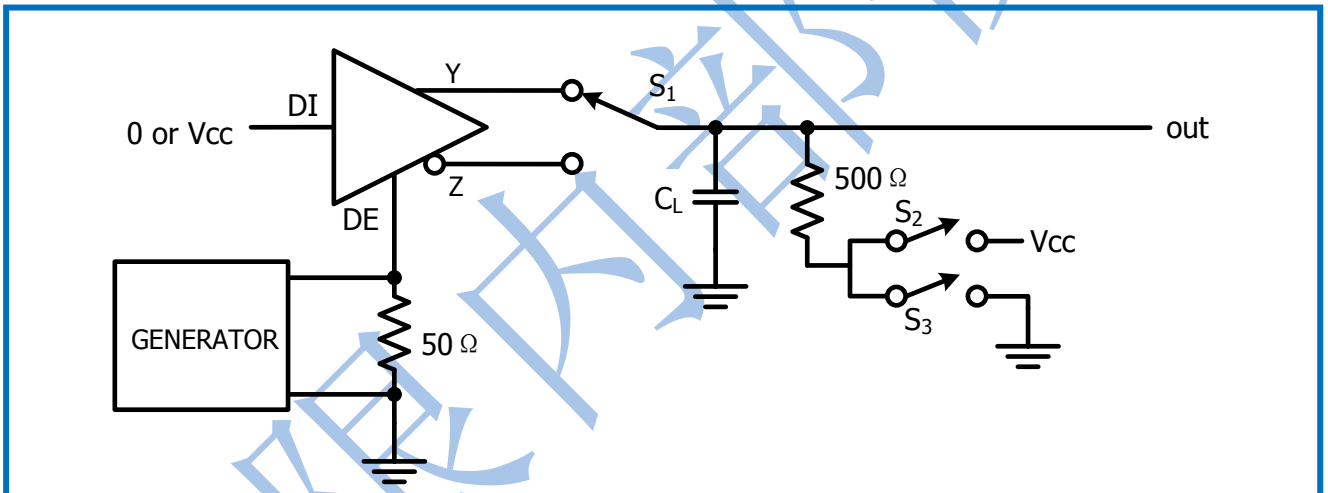 Y
S1
DI
0 or Vcc
out
Z
500 Ω
CL
S2
DE
Vcc
GENERATOR
S3
50 Ω